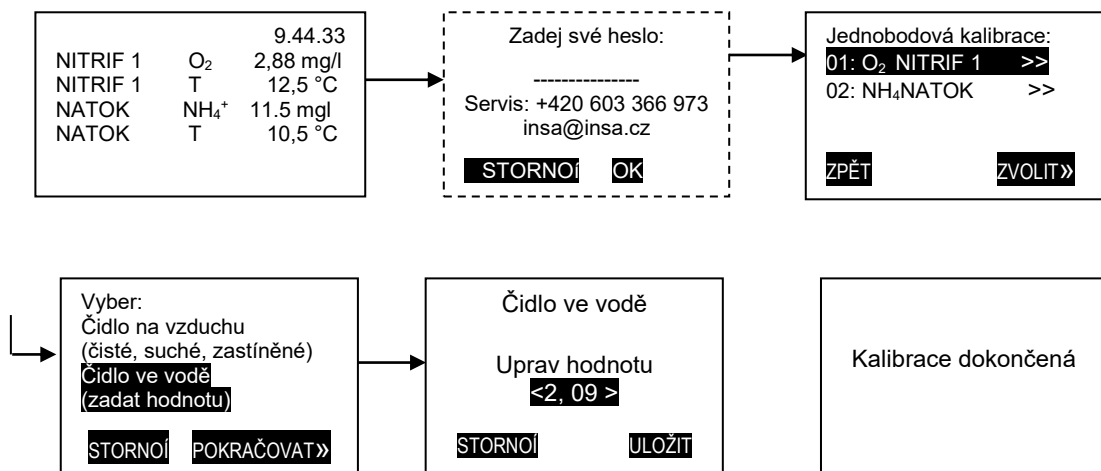 9.44.33
NITRIF 1 O₂ 2,88 mg/l
NITRIF 1 T 12,5 °C
NATOK NH₄⁺ 11.5 mgl
NATOK T 10,5 °C
Zadej své heslo:
---------------
Servis: +420 603 366 973
insa@insa.cz
STORNOí OK
Jednobodová kalibrace:
01: O₂ NITRIF 1 >>
02: NH₄NATOK >>
ZPĚT ZVOLIT»
Vyber:
Čidlo na vzduchu
(čisté, suché, zastíněné)
Čidlo ve vodě
(zadat hodnotu)
STORNOÍ POKRAČOVAT»
Čidlo ve vodě
Uprav hodnotu
<2, 09 >
STORNOÍ ULOŽIT
Kalibrace dokončená